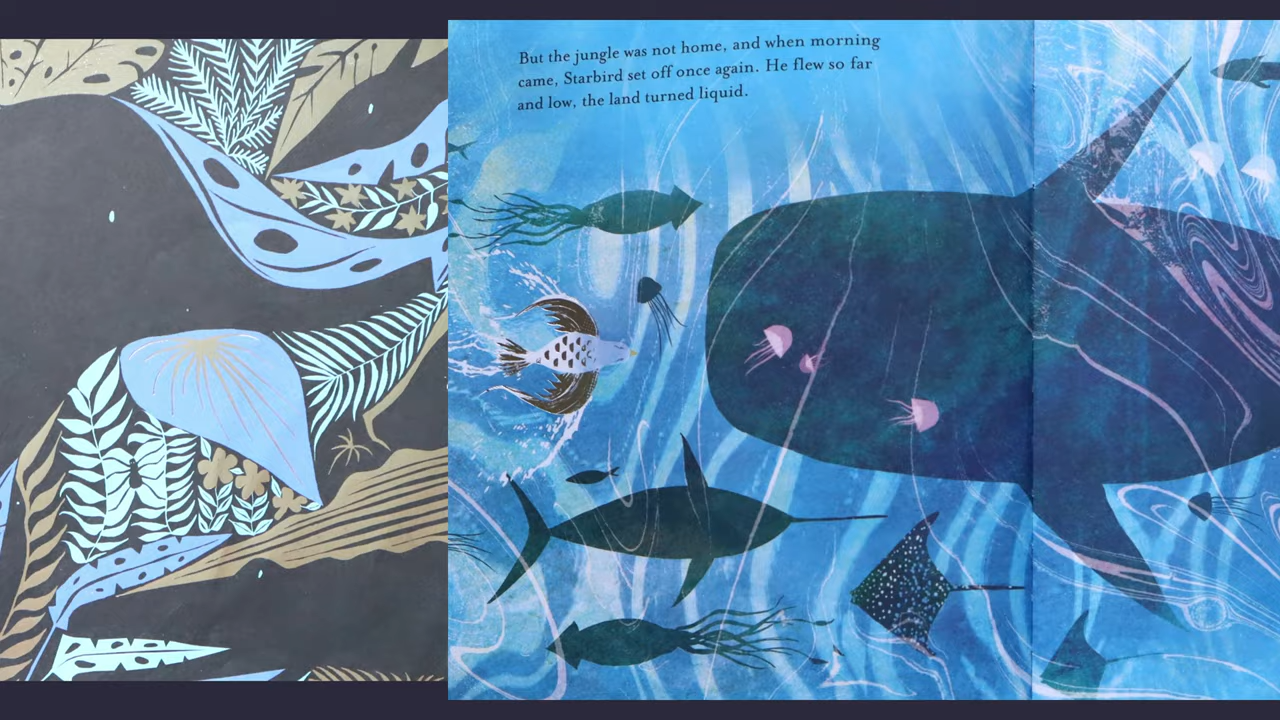 But the jungle was not home, and when morning
came, Starbird set off once again. He flew so far
and low, the land turned liquid.